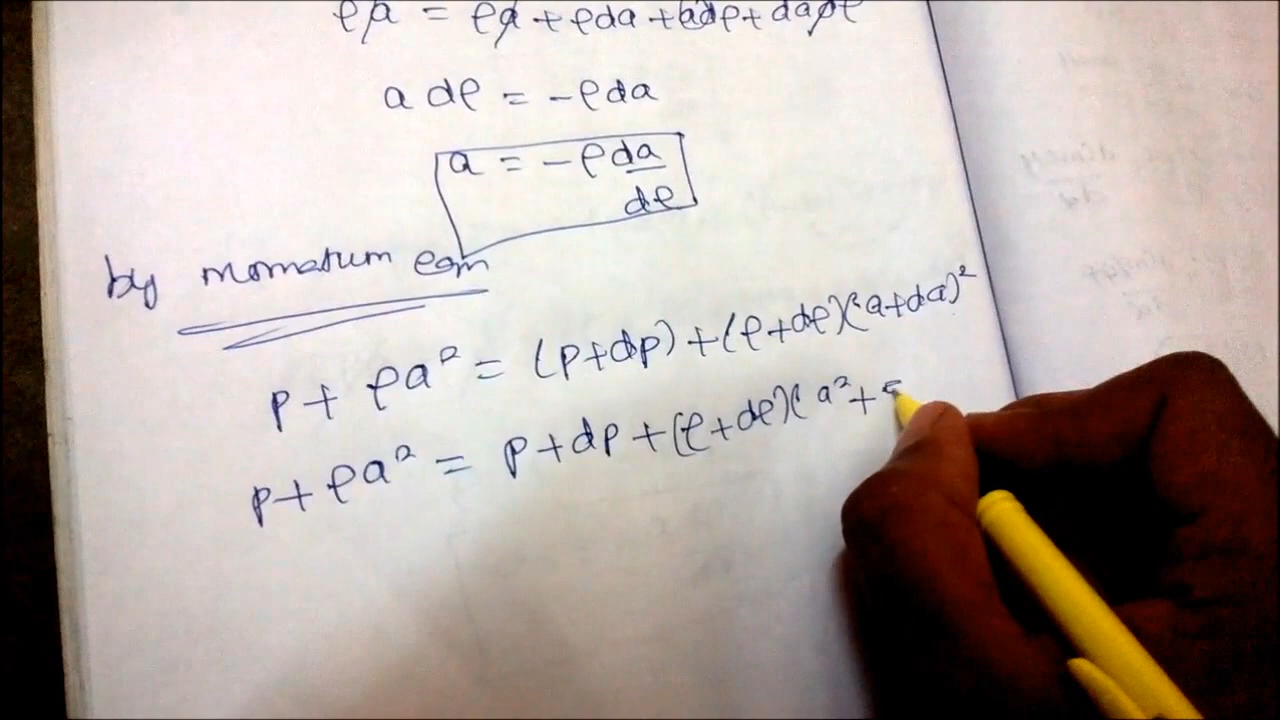 ρa = ρa + ρda + adρ + dadρ
a dρ = -ρda
a = -ρ da/dρ
by momatum eqn
p + ρa² = (p+dp) + (ρ+dρ)(a+da)²
p + ρa² = p+dp + (ρ+dρ)(a² +